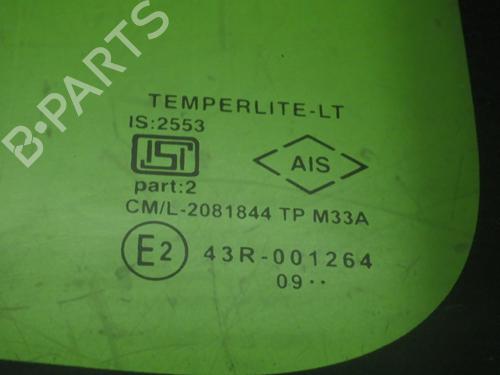 B-PARTS
TEMPERLITE-LT
IS:2553
ISI
AIS
part:2
CM/L-2081844 TP M33A
E2 43R-001264
09··